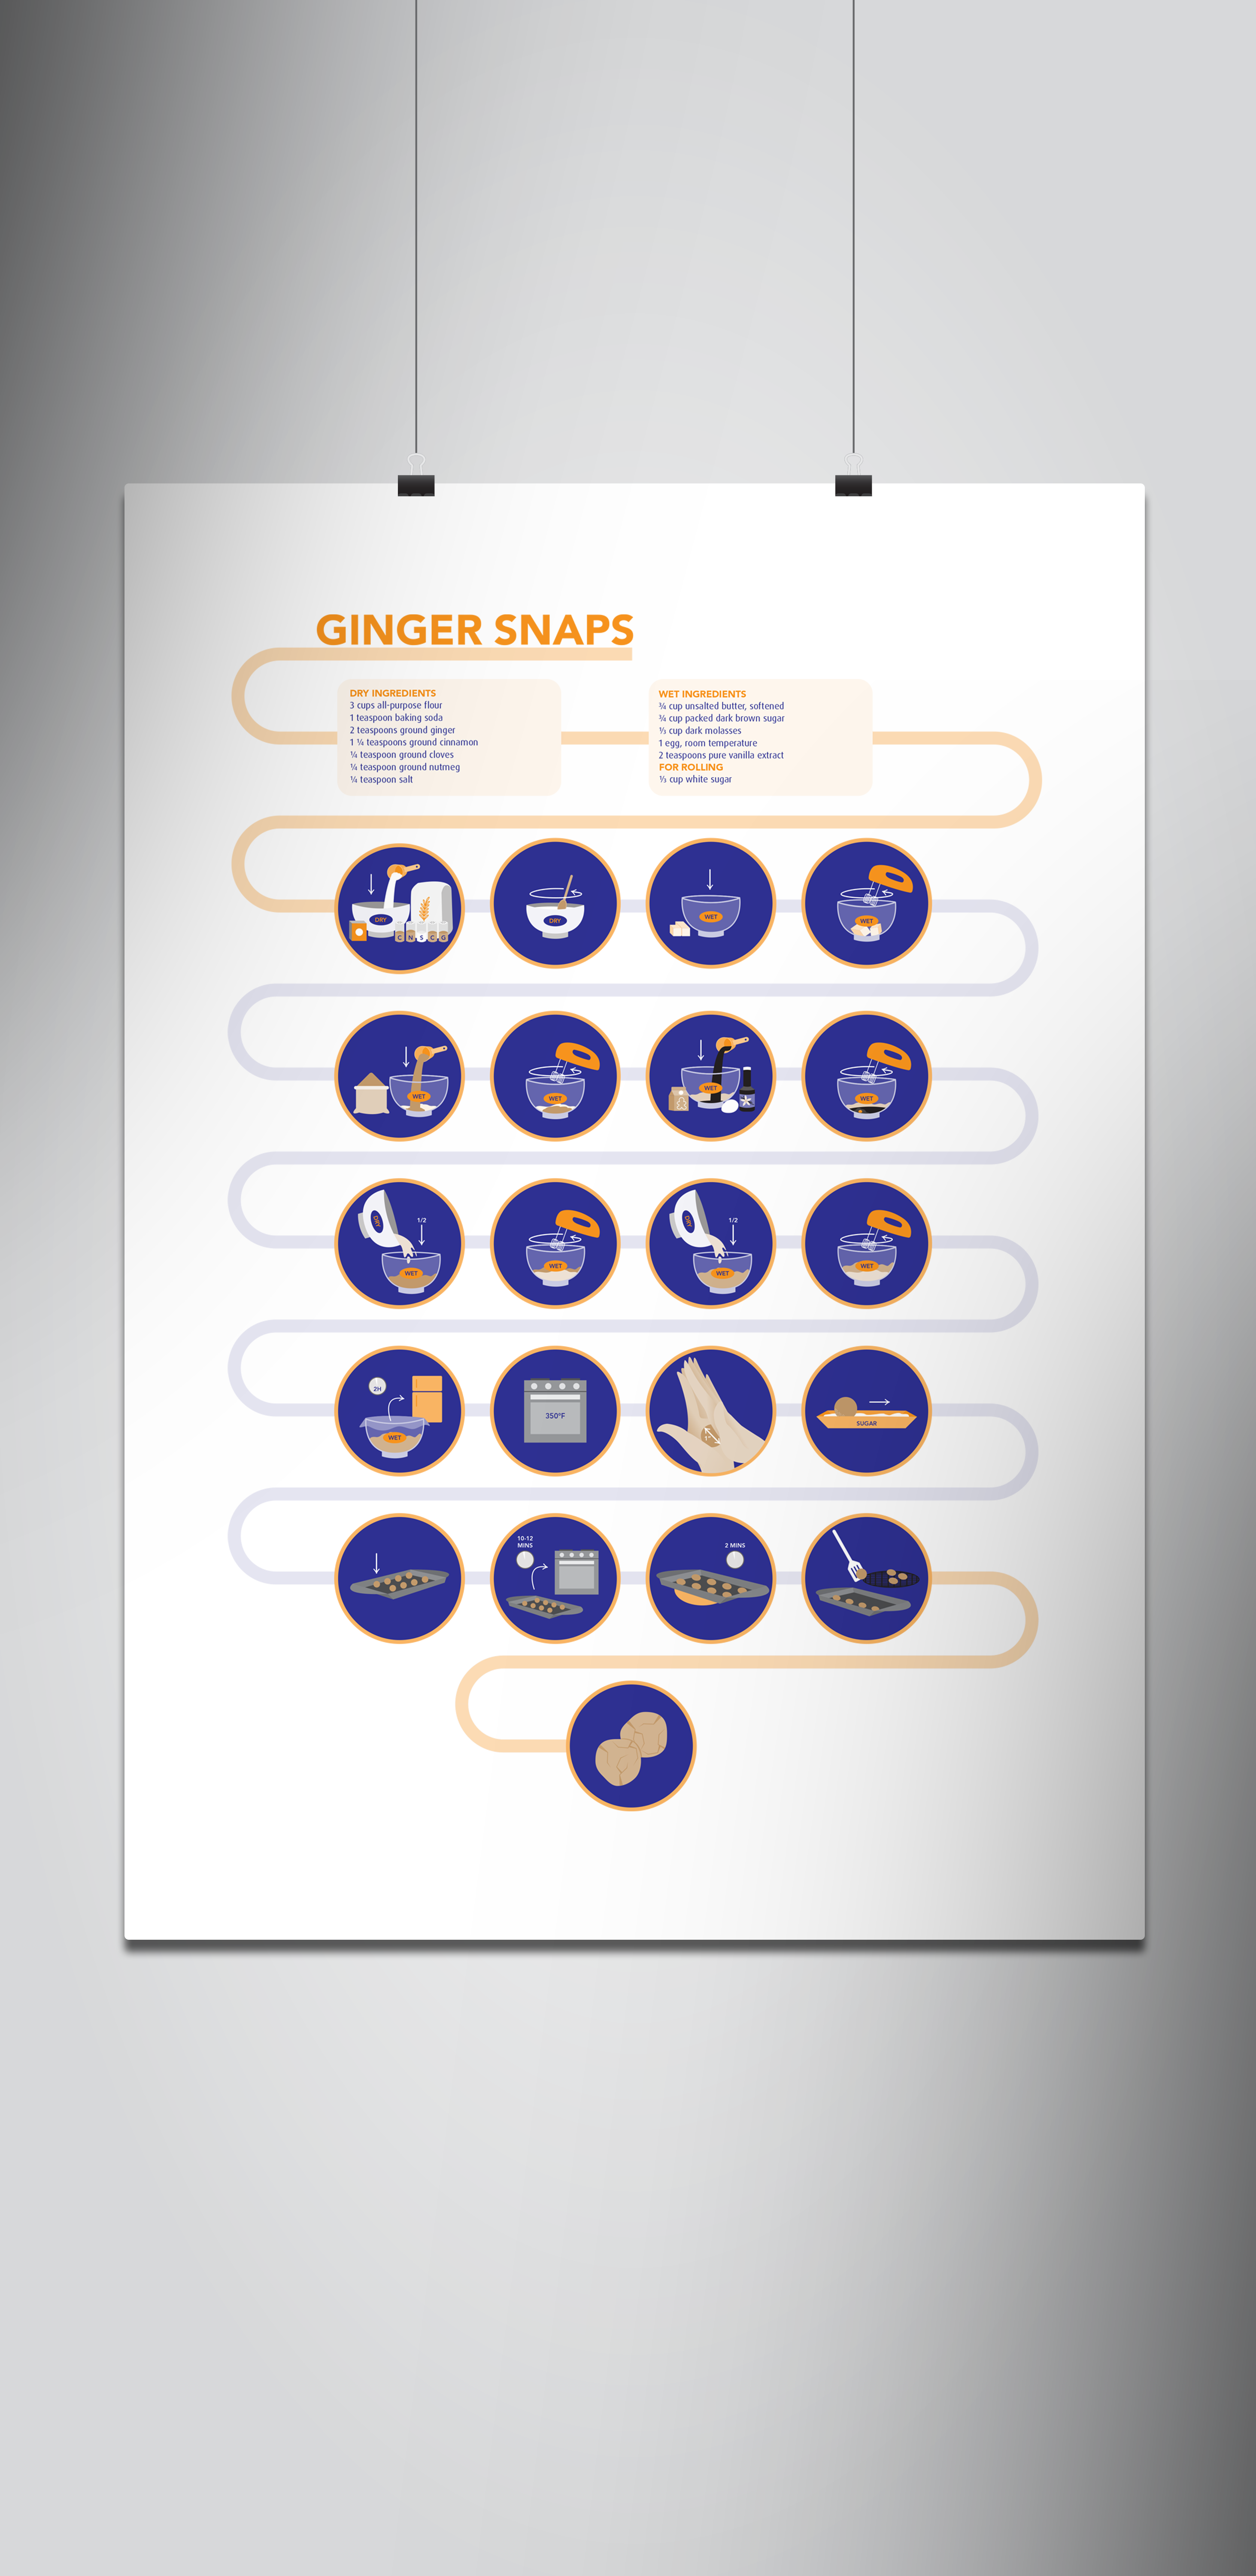 GINGER SNAPS
DRY INGREDIENTS
3 cups all-purpose flour
1 teaspoon baking soda
2 teaspoons ground ginger
1 ¼ teaspoons ground cinnamon
¼ teaspoon ground cloves
¼ teaspoon ground nutmeg
¼ teaspoon salt
WET INGREDIENTS
¾ cup unsalted butter, softened
¾ cup packed dark brown sugar
⅓ cup dark molasses
1 egg, room temperature
2 teaspoons pure vanilla extract
FOR ROLLING
⅓ cup white sugar
DRY
C N S C G
DRY
WET
WET
WET
WET
WET
WET
DRY
1/2
WET
WET
DRY
1/2
WET
WET
2H
WET
350°F
1"
SUGAR
10-12
MINS
2 MINS